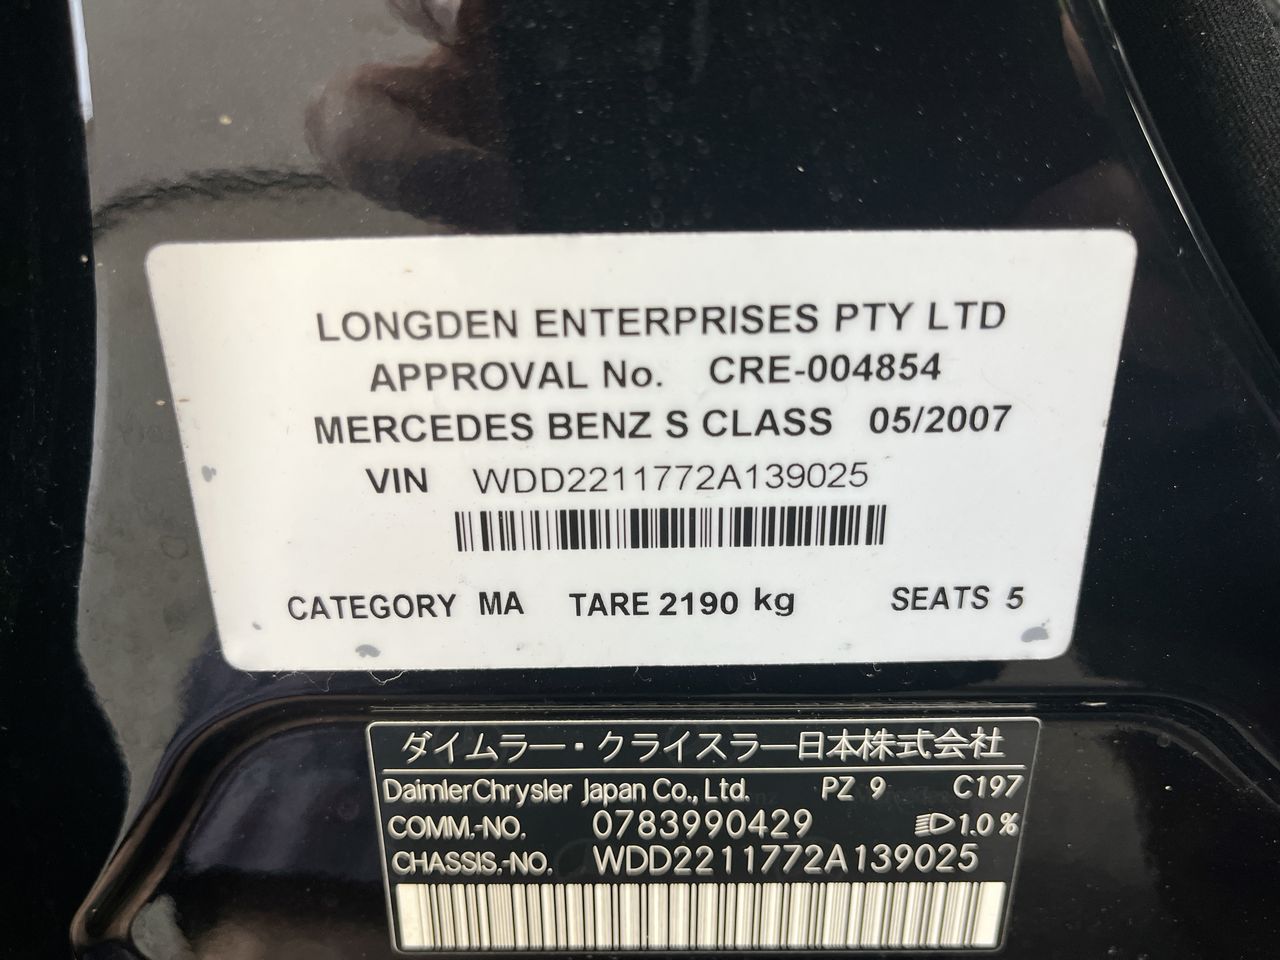 LONGDEN ENTERPRISES PTY LTD
APPROVAL No. CRE-004854
MERCEDES BENZ S CLASS 05/2007
VIN WDD2211772A139025
CATEGORY MA TARE 2190 kg SEATS 5
ダイムラー・クライスラー日本株式会社
DaimlerChrysler Japan Co., Ltd. PZ 9 C197
COMM.-NO. 0783990429 1.0%
CHASSIS.-NO. WDD2211772A139025